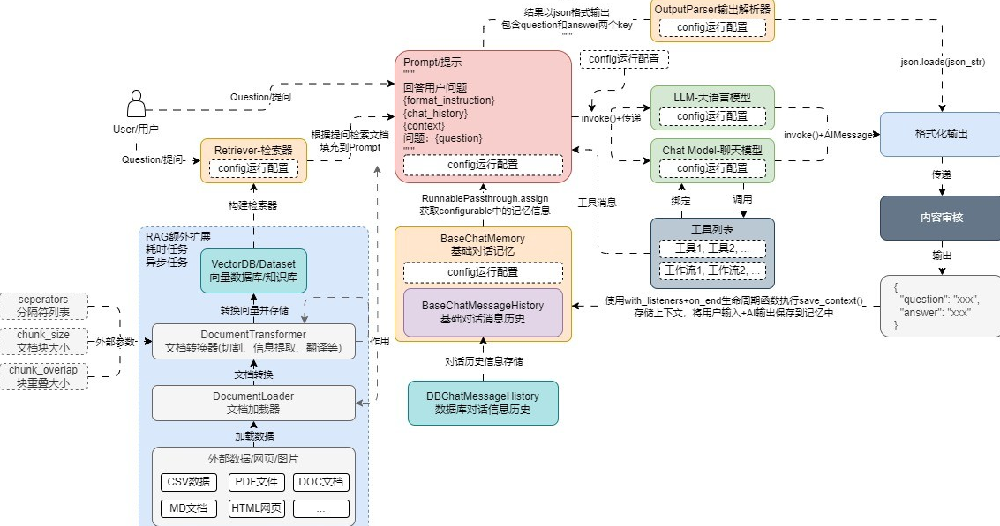 结果以json格式输出
包含question和answer两个key
"""
OutputParser输出解析器
config运行配置
json.loads(json_str)
Prompt/提示
"""
回答用户问题
{format_instruction}
{chat_history}
{context}
问题: {question}
"""
config运行配置
config运行配置
invoke()+传递
LLM-大语言模型
config运行配置
Chat Model-聊天模型
config运行配置
invoke()+AIMessage
格式化输出
传递
内容审核
输出
{
"question": "xxx",
"answer": "xxx"
}
Question/提问
User/用户
Question/提问-
根据提问检索文档
填充到Prompt
Retriever-检索器
config运行配置
构建检索器
RunnablePassthrough.assign
获取configurable中的记忆信息
工具消息
绑定
调用
工具列表
工具1, 工具2, ...
工作流1, 工作流2, ...
BaseChatMemory
基础对话记忆
config运行配置
BaseChatMessageHistory
基础对话消息历史
使用with_listeners+on_end生命周期函数执行save_context()
存储上下文，将用户输入+AI输出保存到记忆中
对话历史信息存储
DBChatMessageHistory
数据库对话信息历史
RAG额外扩展
耗时任务
异步任务
VectorDB/Dataset
向量数据库/知识库
转换向量并存储
seperators
分隔符列表
chunk_size
文档块大小
chunk_overlap
块重叠大小
外部参数
DocumentTransformer
文档转换器(切割、信息提取、翻译等)
作用
文档转换
DocumentLoader
文档加载器
加载数据
外部数据/网页/图片
CSV数据
PDF文件
DOC文档
MD文档
HTML网页
...